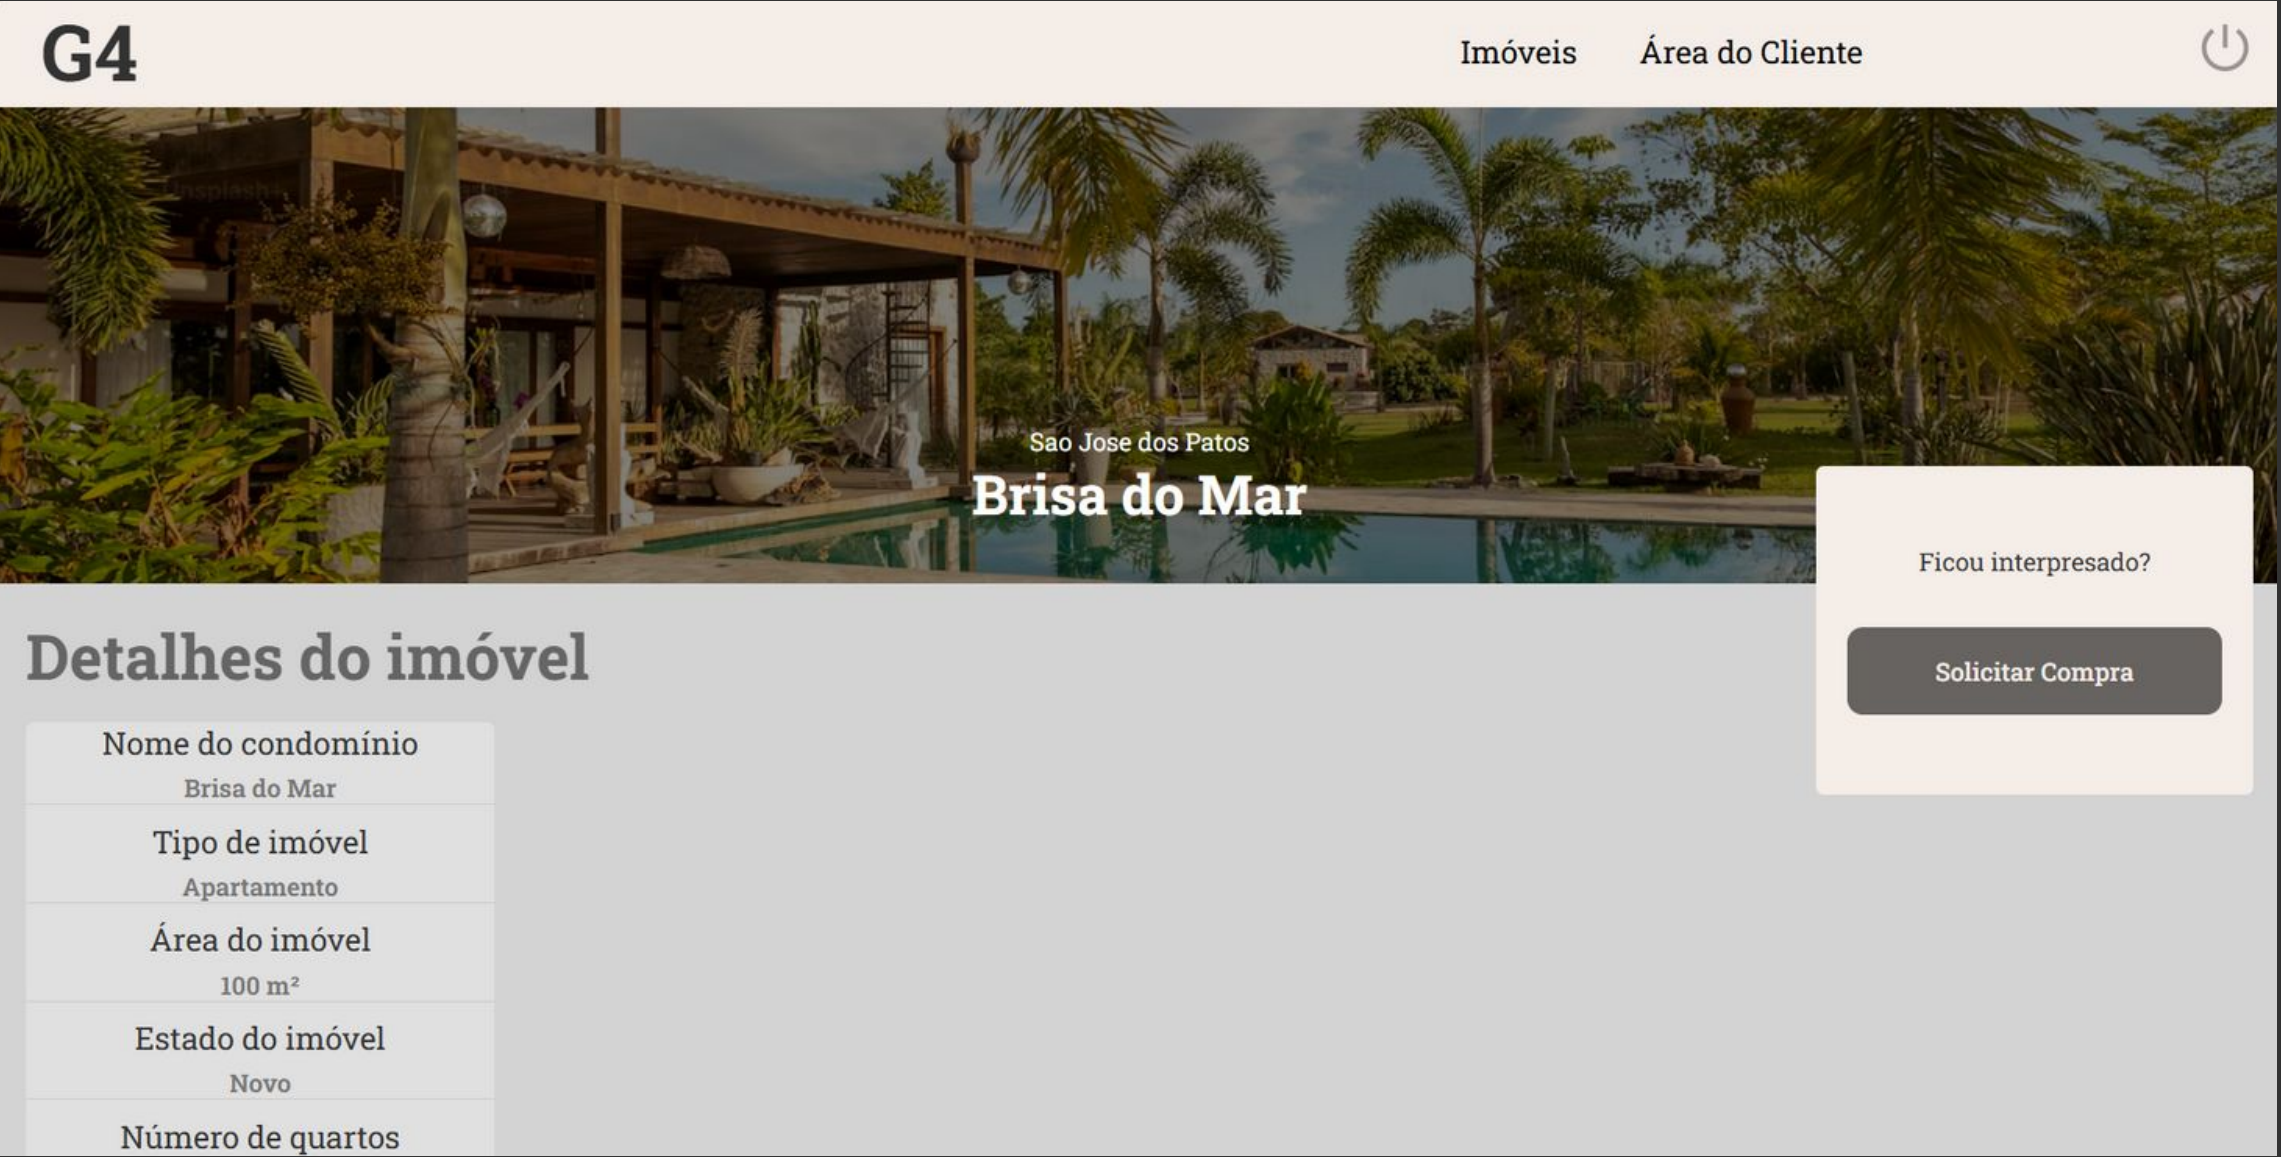 G4
Imóveis
Área do Cliente
Unsplash
Sao Jose dos Patos
Brisa do Mar
Ficou interpresado?
Solicitar Compra
Detalhes do imóvel
Nome do condomínio
Brisa do Mar
Tipo de imóvel
Apartamento
Área do imóvel
100 m²
Estado do imóvel
Novo
Número de quartos